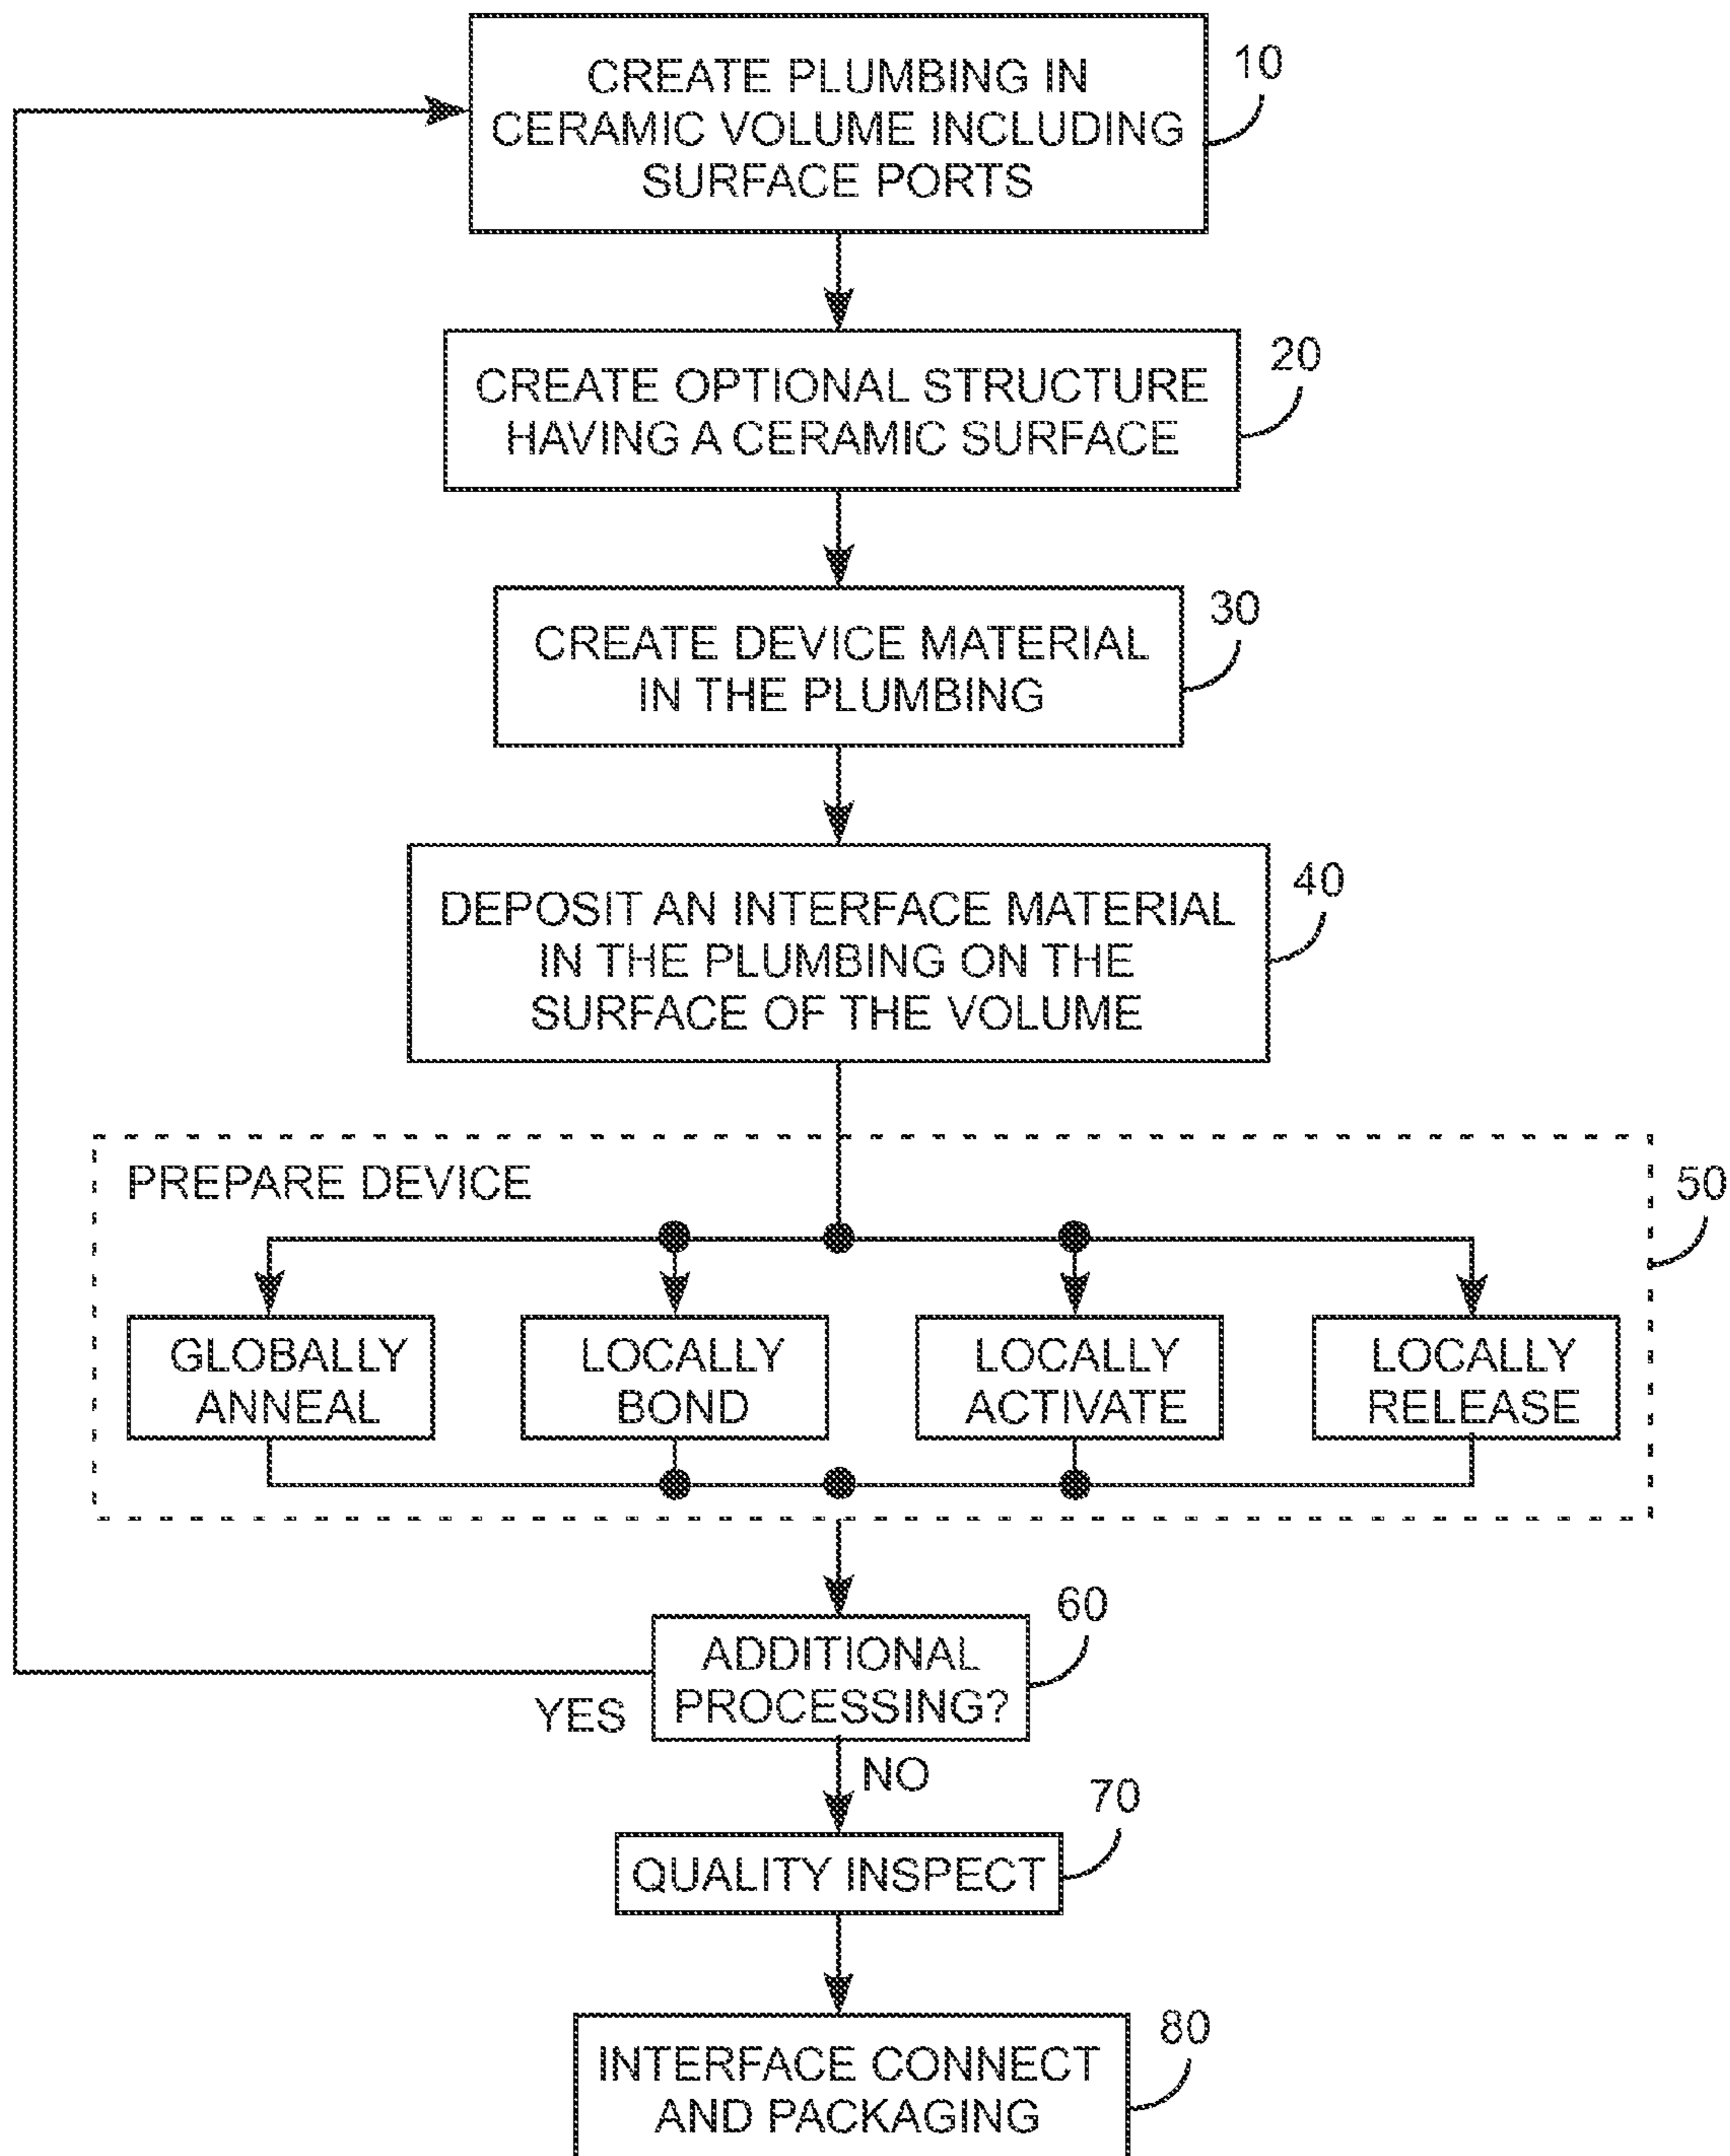 CREATE PLUMBING IN
CERAMIC VOLUME INCLUDING
SURFACE PORTS
10
CREATE OPTIONAL STRUCTURE
HAVING A CERAMIC SURFACE
20
CREATE DEVICE MATERIAL
IN THE PLUMBING
30
DEPOSIT AN INTERFACE MATERIAL
IN THE PLUMBING ON THE
SURFACE OF THE VOLUME
40
PREPARE DEVICE
50
GLOBALLY
ANNEAL
LOCALLY
BOND
LOCALLY
ACTIVATE
LOCALLY
RELEASE
ADDITIONAL
PROCESSING?
60
YES
NO
QUALITY INSPECT
70
INTERFACE CONNECT
AND PACKAGING
80